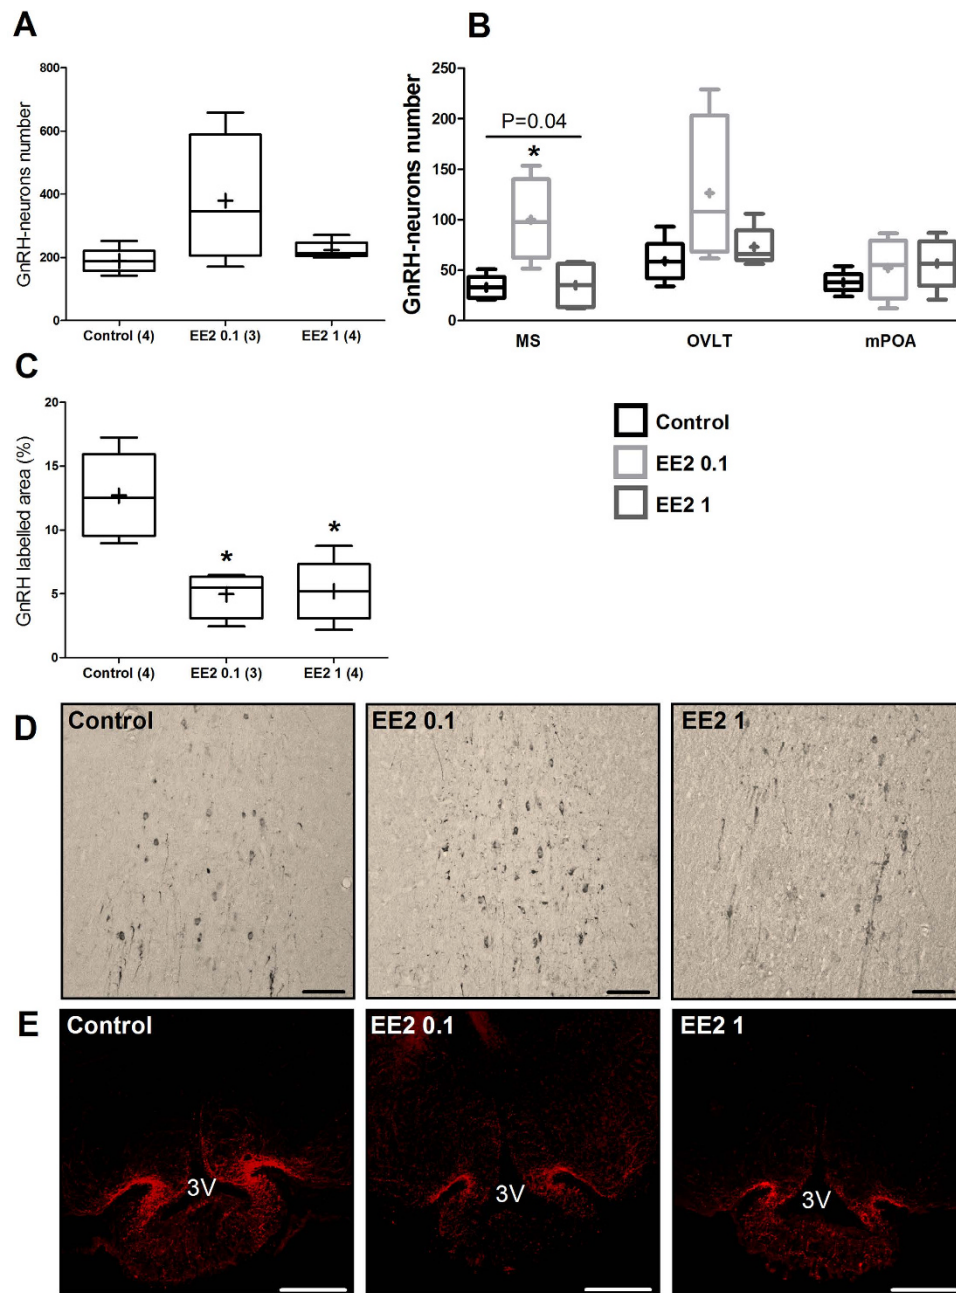 A
GnRH-neurons number
800
600
400
200
0
Control (4)
EE2 0.1 (3)
EE2 1 (4)
B
GnRH-neurons number
250
200
150
100
50
0
P=0.04
*
MS
OVLT
mPOA
C
GnRH labelled area (%)
20
15
10
5
0
*
*
Control (4)
EE2 0.1 (3)
EE2 1 (4)
Control
EE2 0.1
EE2 1
D
Control
EE2 0.1
EE2 1
E
Control
EE2 0.1
EE2 1
3V
3V
3V